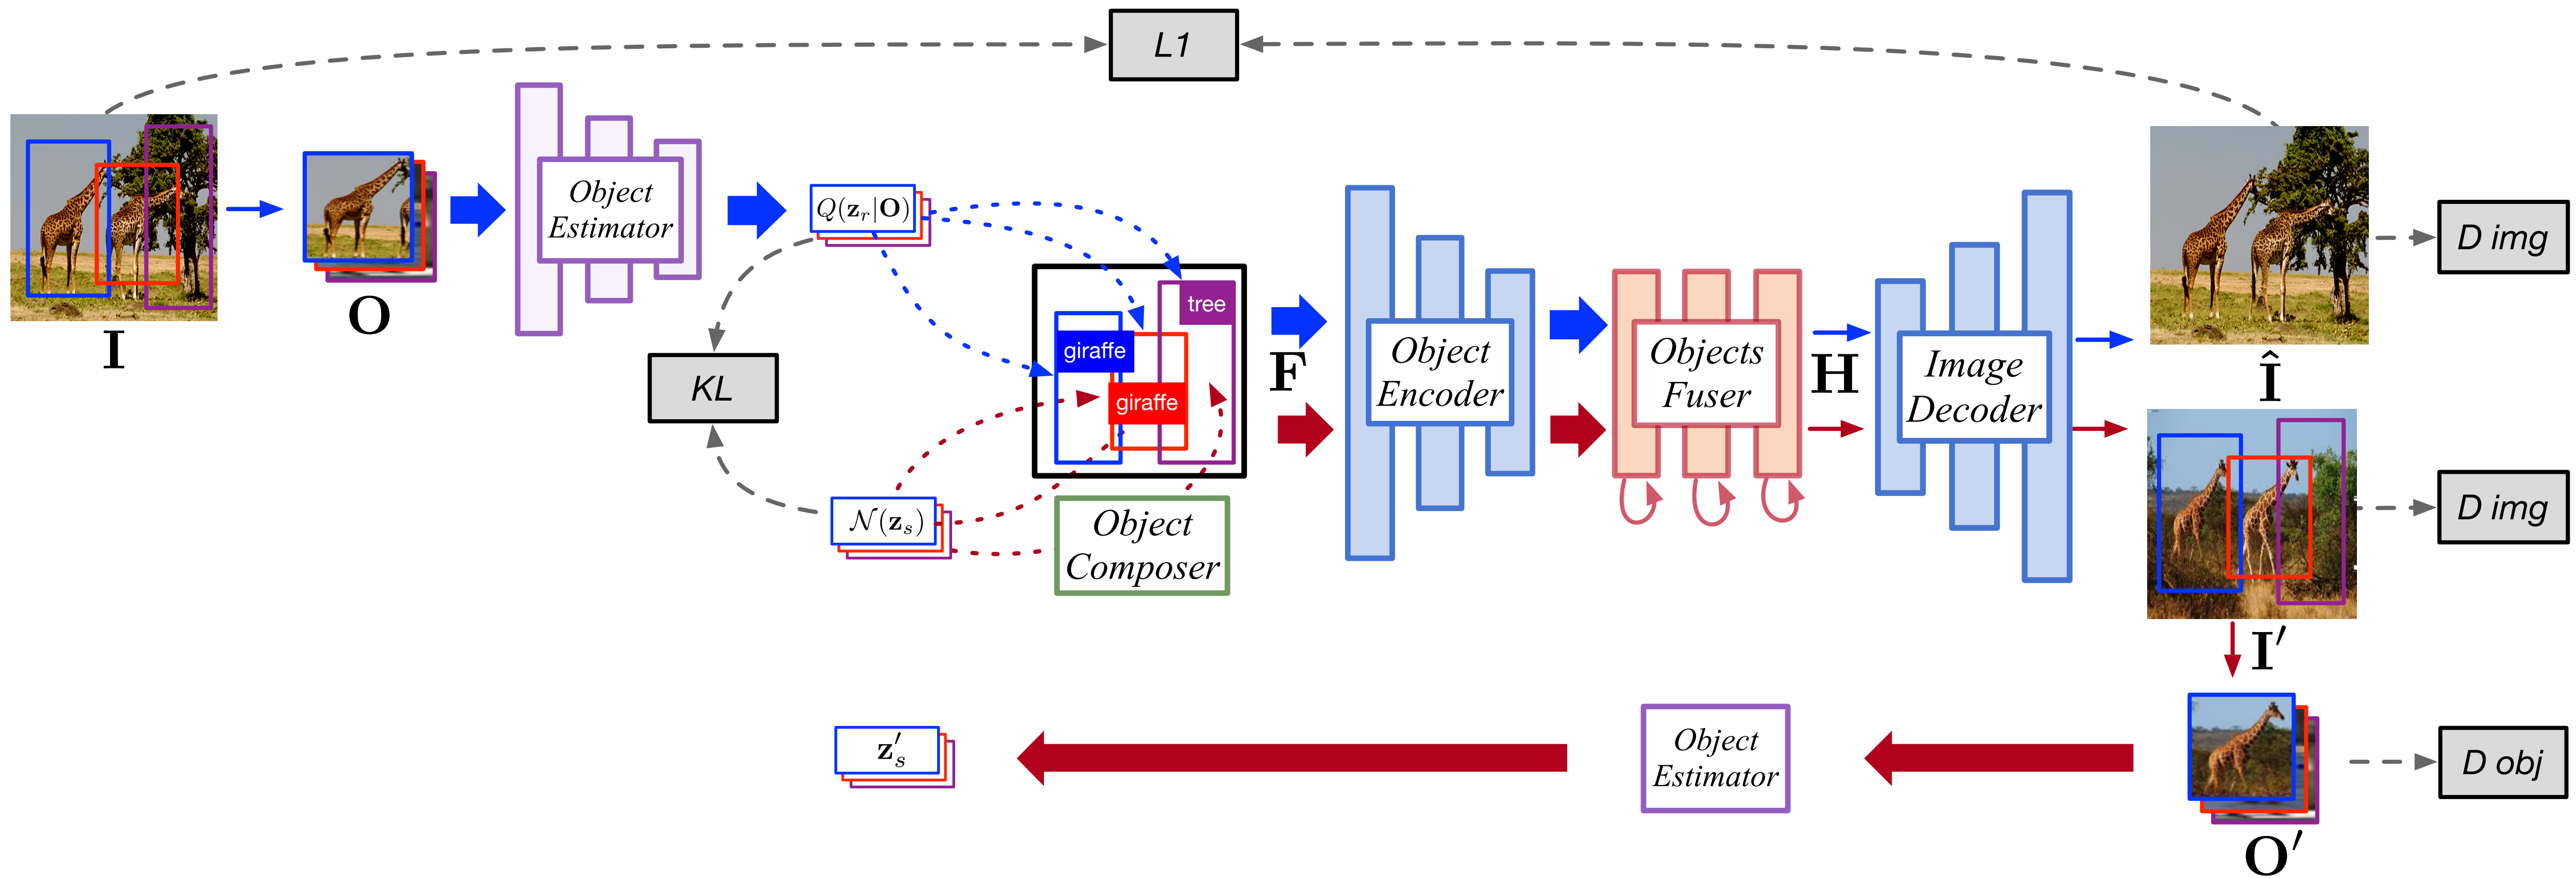 L1
I
O
Object
Estimator
Q(z_r|O)
KL
N(z_s)
tree
giraffe
giraffe
Object
Composer
F
Object
Encoder
Objects
Fuser
H
Image
Decoder
Î
D img
I′
D img
z′_s
Object
Estimator
O′
D obj